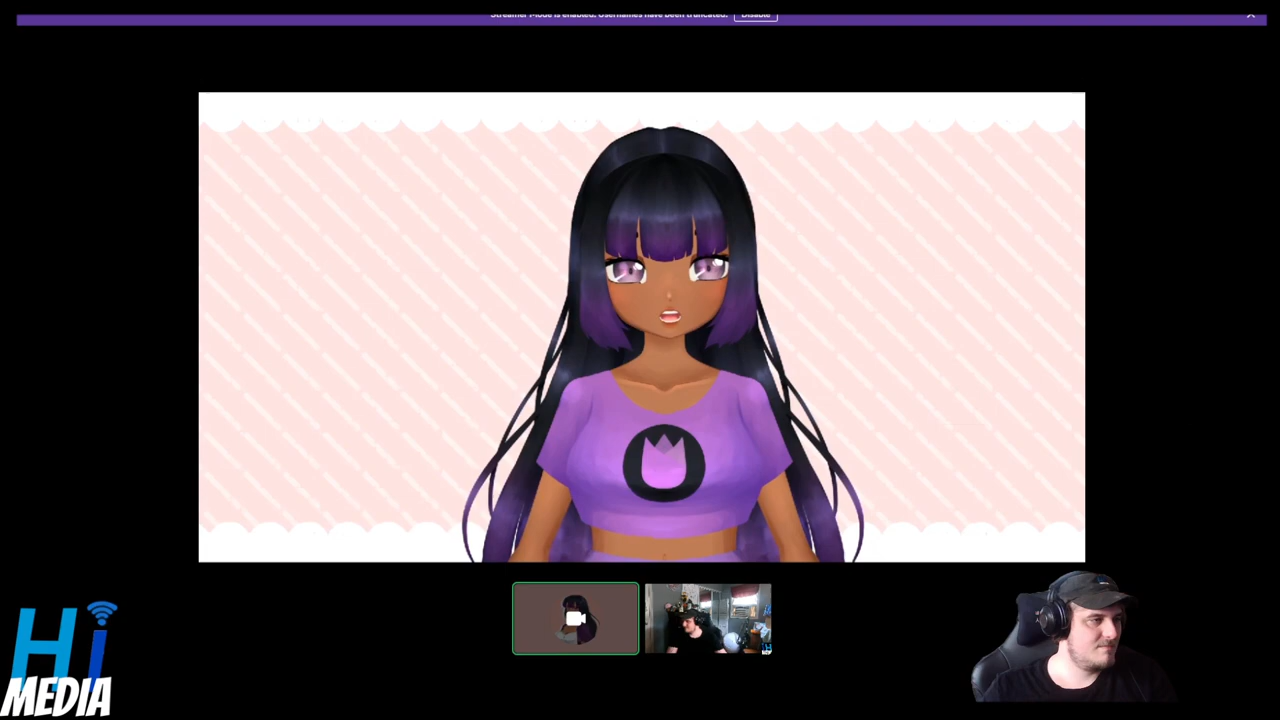 Streamer Mode is enabled. Usernames have been truncated. Disable
Hi
MEDIA